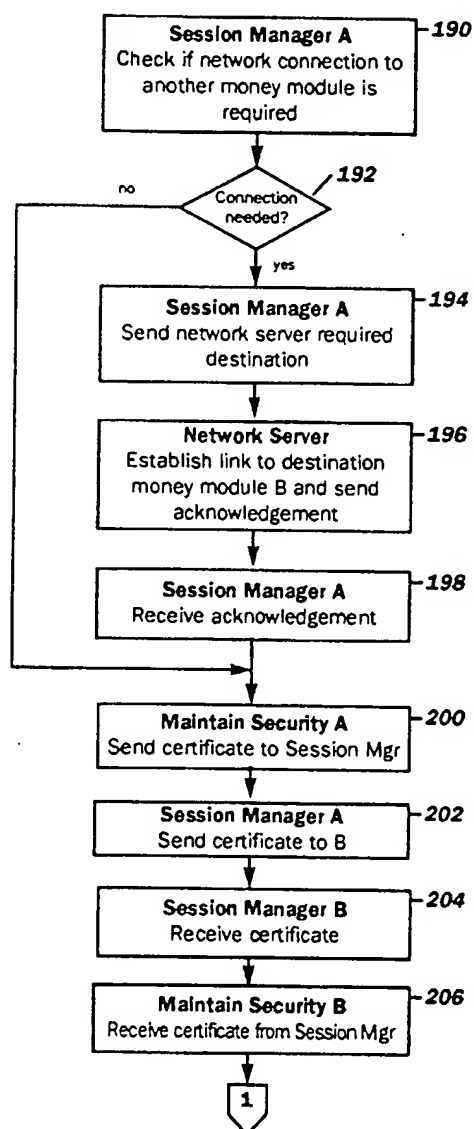 Session Manager A
Check if network connection to
another money module is
required
190
192
no
Connection
needed?
yes
Session Manager A
Send network server required
destination
194
Network Server
Establish link to destination
money module B and send
acknowledgement
196
Session Manager A
Receive acknowledgement
198
Maintain Security A
Send certificate to Session Mgr
200
Session Manager A
Send certificate to B
202
Session Manager B
Receive certificate
204
Maintain Security B
Receive certificate from Session Mgr
206
1